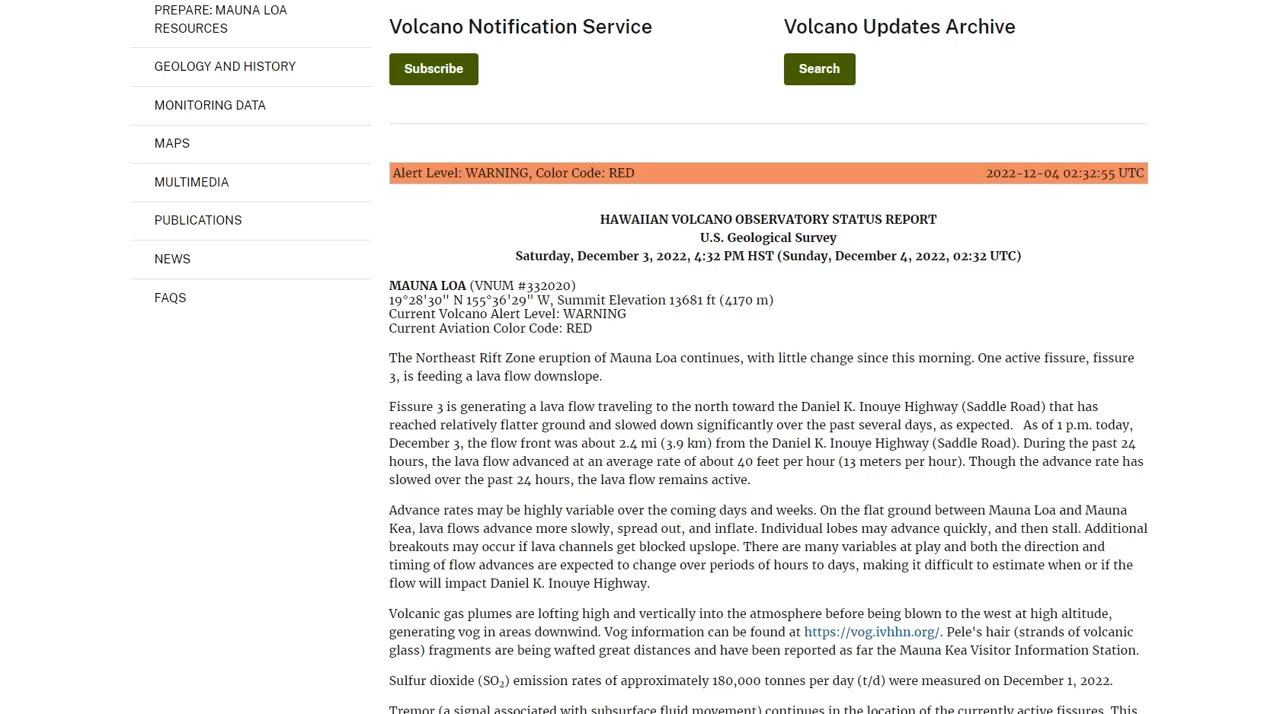 PREPARE: MAUNA LOA
RESOURCES
GEOLOGY AND HISTORY
MONITORING DATA
MAPS
MULTIMEDIA
PUBLICATIONS
NEWS
FAQS
Volcano Notification Service
Subscribe
Volcano Updates Archive
Search
Alert Level: WARNING, Color Code: RED 2022-12-04 02:32:55 UTC
HAWAIIAN VOLCANO OBSERVATORY STATUS REPORT
U.S. Geological Survey
Saturday, December 3, 2022, 4:32 PM HST (Sunday, December 4, 2022, 02:32 UTC)
MAUNA LOA (VNUM #332020)
19°28'30" N 155°36'29" W, Summit Elevation 13681 ft (4170 m)
Current Volcano Alert Level: WARNING
Current Aviation Color Code: RED
The Northeast Rift Zone eruption of Mauna Loa continues, with little change since this morning. One active fissure, fissure
3, is feeding a lava flow downslope.
Fissure 3 is generating a lava flow traveling to the north toward the Daniel K. Inouye Highway (Saddle Road) that has
reached relatively flatter ground and slowed down significantly over the past several days, as expected. As of 1 p.m. today,
December 3, the flow front was about 2.4 mi (3.9 km) from the Daniel K. Inouye Highway (Saddle Road). During the past 24
hours, the lava flow advanced at an average rate of about 40 feet per hour (13 meters per hour). Though the advance rate has
slowed over the past 24 hours, the lava flow remains active.
Advance rates may be highly variable over the coming days and weeks. On the flat ground between Mauna Loa and Mauna
Kea, lava flows advance more slowly, spread out, and inflate. Individual lobes may advance quickly, and then stall. Additional
breakouts may occur if lava channels get blocked upslope. There are many variables at play and both the direction and
timing of flow advances are expected to change over periods of hours to days, making it difficult to estimate when or if the
flow will impact Daniel K. Inouye Highway.
Volcanic gas plumes are lofting high and vertically into the atmosphere before being blown to the west at high altitude,
generating vog in areas downwind. Vog information can be found at https://vog.ivhhn.org/. Pele's hair (strands of volcanic
glass) fragments are being wafted great distances and have been reported as far the Mauna Kea Visitor Information Station.
Sulfur dioxide (SO₂) emission rates of approximately 180,000 tonnes per day (t/d) were measured on December 1, 2022.
Tremor (a signal associated with subsurface fluid movement) continues in the location of the currently active fissures. This